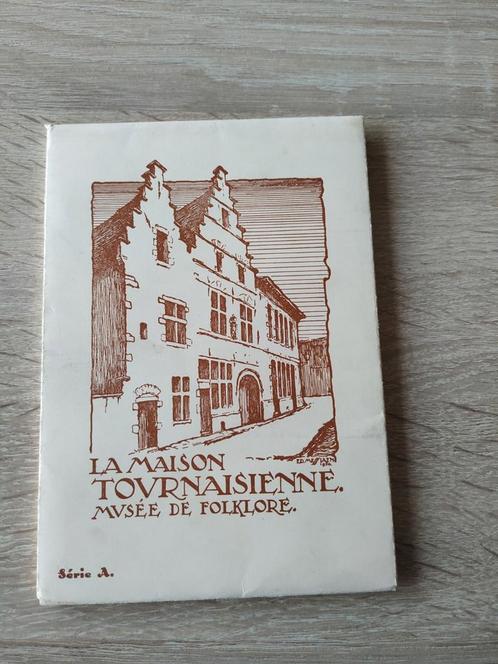 LA MAISON
TOVRNAISIENNE.
MVSÉE DE FOLKLORE.
Série A.